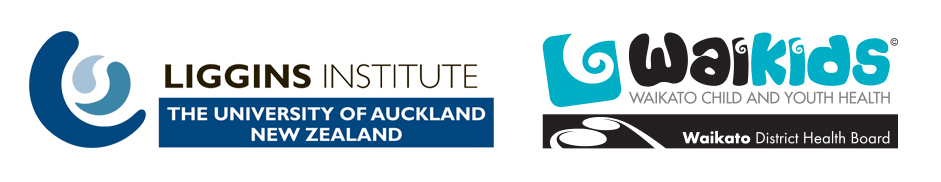 LIGGINS INSTITUTE
THE UNIVERSITY OF AUCKLAND
NEW ZEALAND
waikids©
WAIKATO CHILD AND YOUTH HEALTH
Waikato District Health Board